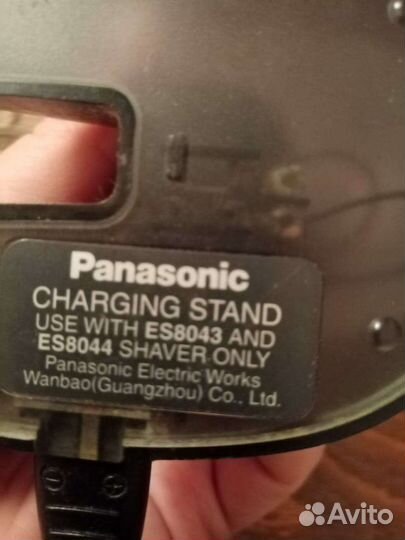 Panasonic
CHARGING STAND
USE WITH ES8043 AND
ES8044 SHAVER ONLY
Panasonic Electric Works
Wanbao(Guangzhou) Co., Ltd.
Avito